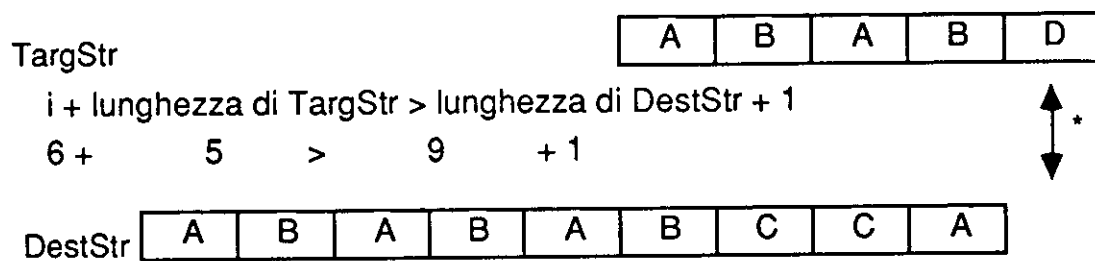 TargStr A B A B D
i + lunghezza di TargStr > lunghezza di DestStr + 1
6 + 5 > 9 + 1
*
DestStr A B A B A B C C A